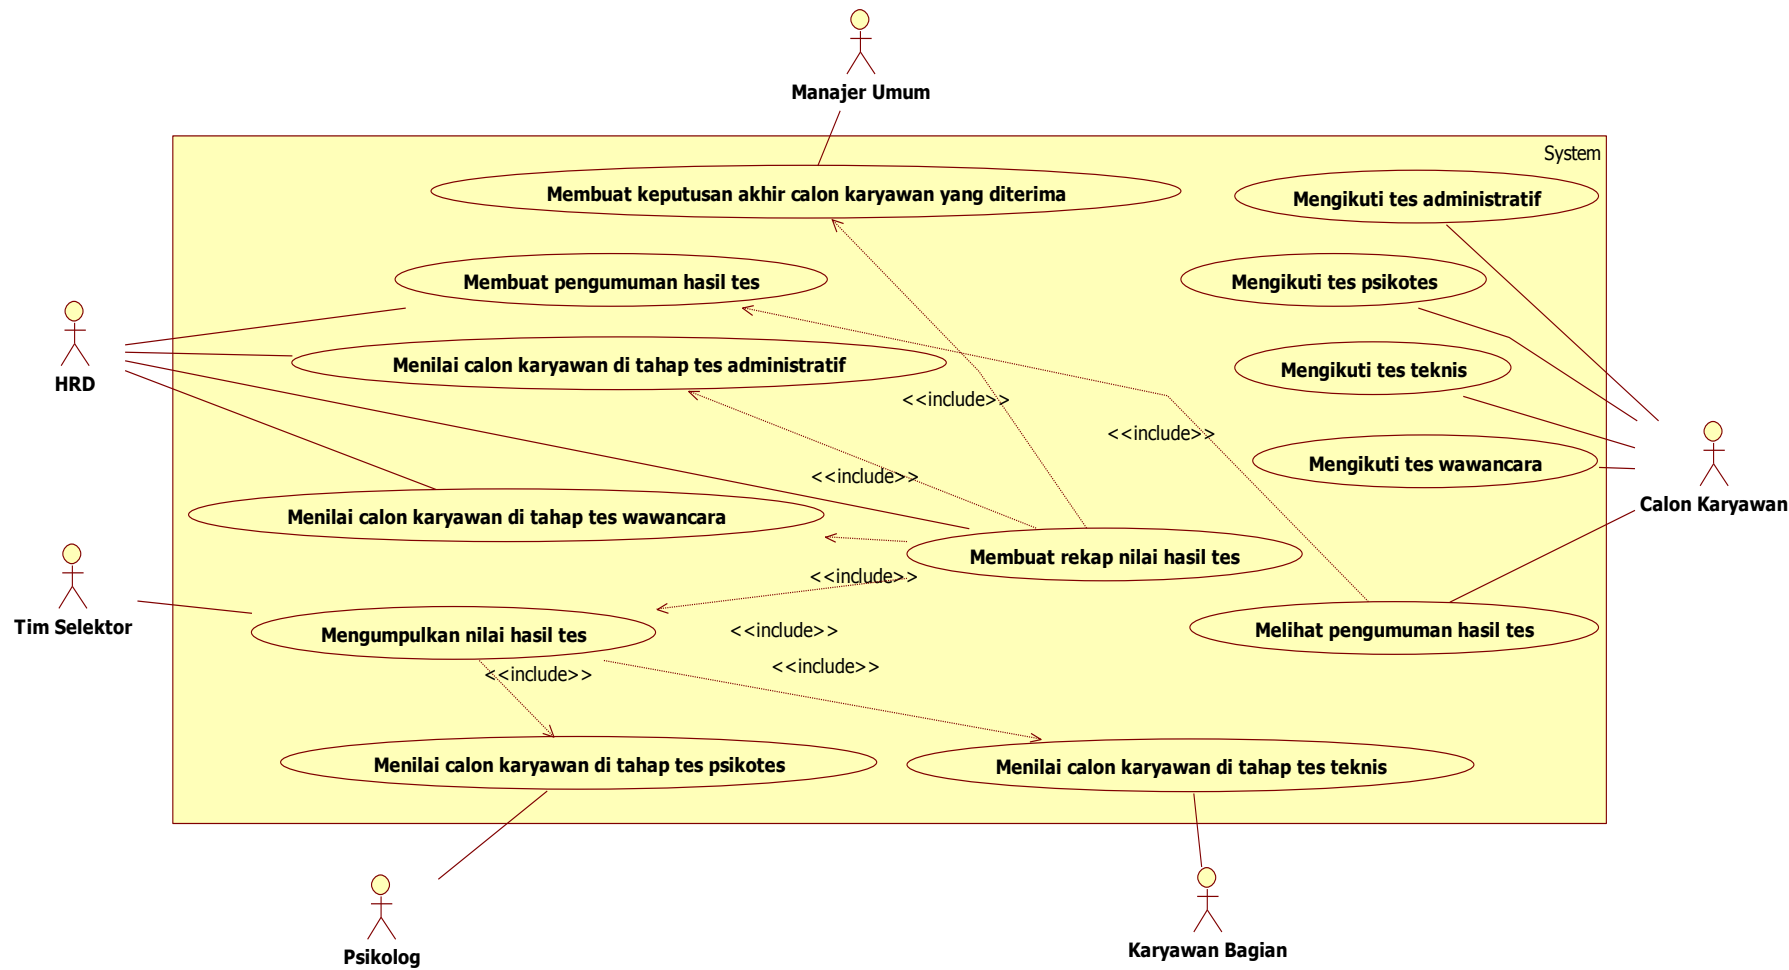 Manajer Umum
System
Membuat keputusan akhir calon karyawan yang diterima
Mengikuti tes administratif
Membuat pengumuman hasil tes
Mengikuti tes psikotes
HRD
Menilai calon karyawan di tahap tes administratif
Mengikuti tes teknis
<<include>>
<<include>>
Mengikuti tes wawancara
<<include>>
Calon Karyawan
Menilai calon karyawan di tahap tes wawancara
Membuat rekap nilai hasil tes
<<include>>
Tim Selektor
Mengumpulkan nilai hasil tes
<<include>>
Melihat pengumuman hasil tes
<<include>>
<<include>>
Menilai calon karyawan di tahap tes psikotes
Menilai calon karyawan di tahap tes teknis
Psikolog
Karyawan Bagian